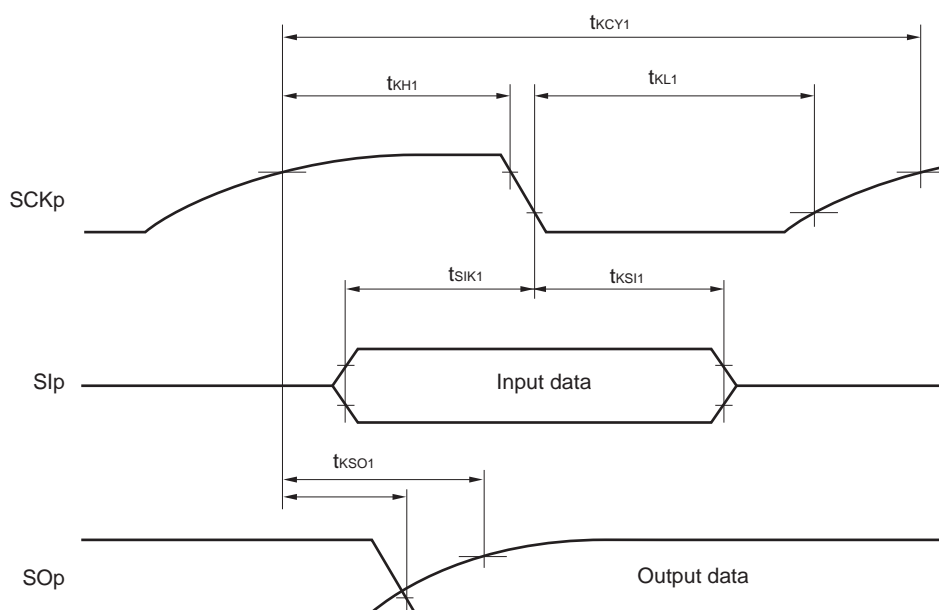 tKCY1
tKH1
tKL1
SCKp
tSIK1
tKSI1
SIp
Input data
tKSO1
SOp
Output data